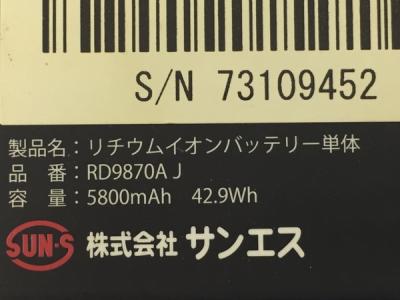 S/N 73109452
製品名：リチウムイオンバッテリー単体
品　番：RD9870A J
容　量：5800mAh　42.9Wh
SUN-S 株式会社 サンエス